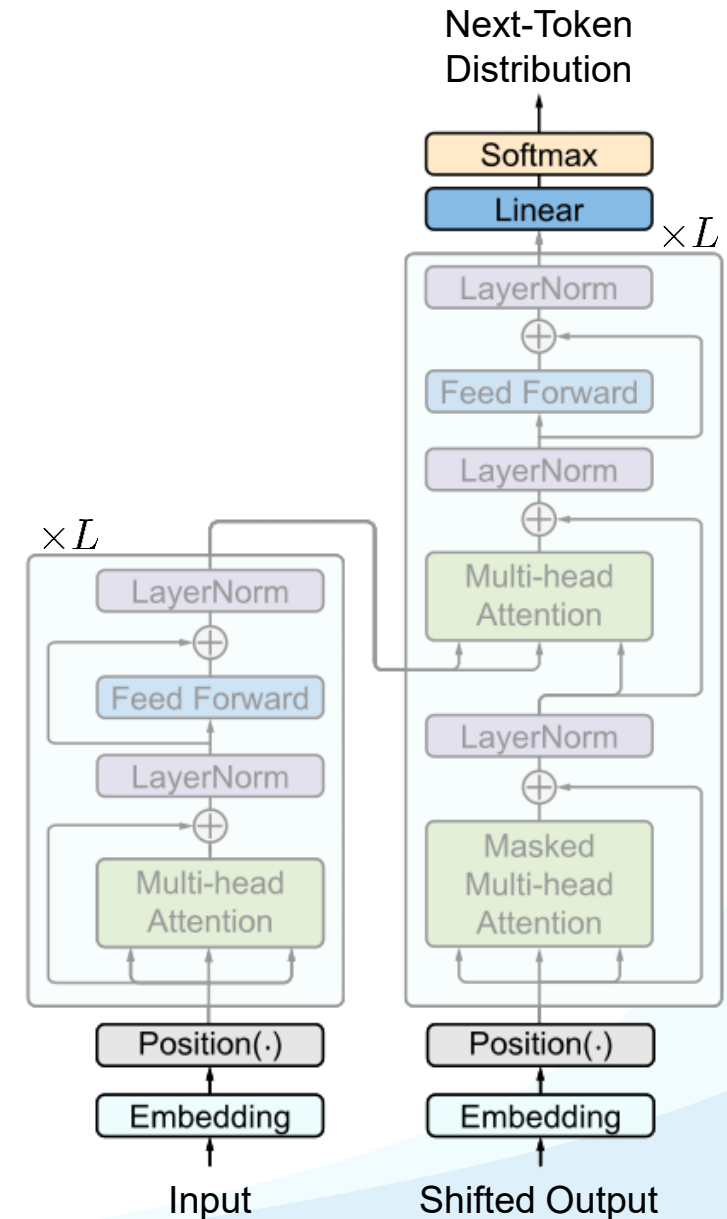 Next-Token
Distribution
Softmax
Linear
×L
LayerNorm
Feed Forward
LayerNorm
Multi-head
Attention
LayerNorm
Masked
Multi-head
Attention
Position(·)
Embedding
Shifted Output
×L
LayerNorm
Feed Forward
LayerNorm
Multi-head
Attention
Position(·)
Embedding
Input